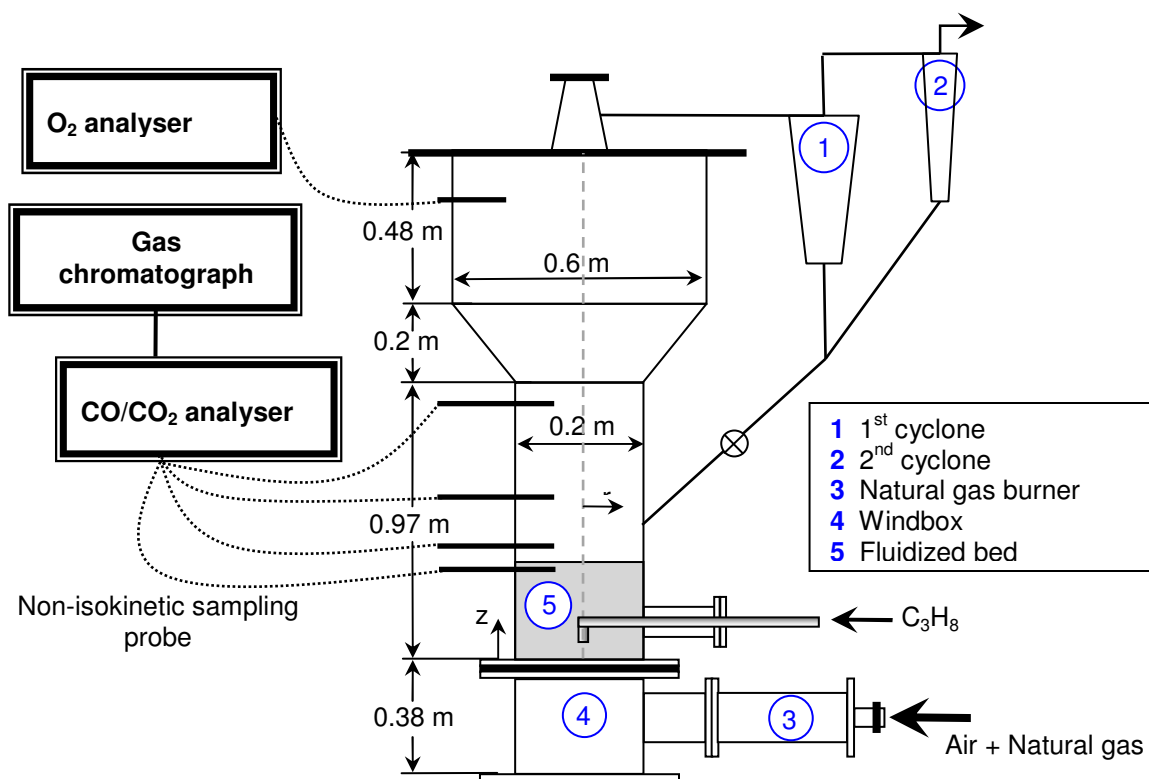 O₂ analyser
Gas
chromatograph
CO/CO₂ analyser
Non-isokinetic sampling
probe
0.48 m
0.6 m
0.2 m
0.2 m
0.97 m
z
0.38 m
1
2
5
4
3
C₃H₈
Air + Natural gas
1 1st cyclone
2 2nd cyclone
3 Natural gas burner
4 Windbox
5 Fluidized bed